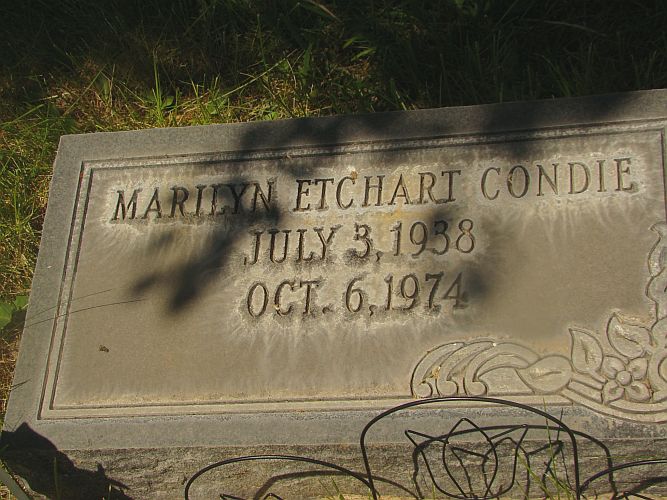 MARILYN ETCHART CONDIE
JULY 3, 1938
OCT. 6, 1974